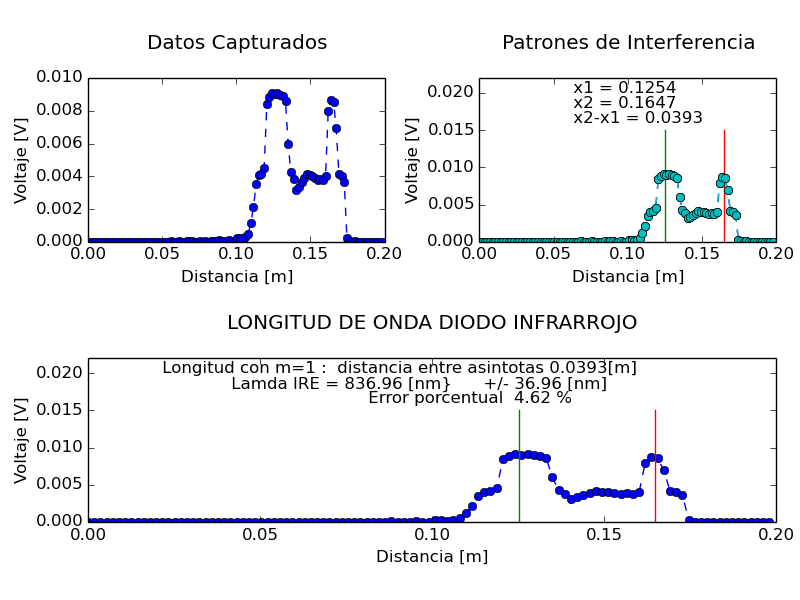 Datos Capturados
Voltaje [V]
0.010
0.008
0.006
0.004
0.002
0.000
0.00 0.05 0.10 0.15 0.20
Distancia [m]
Patrones de Interferencia
x1 = 0.1254
x2 = 0.1647
x2-x1 = 0.0393
Voltaje [V]
0.020
0.015
0.010
0.005
0.000
0.00 0.05 0.10 0.15 0.20
Distancia [m]
LONGITUD DE ONDA DIODO INFRARROJO
Longitud con m=1 : distancia entre asintotas 0.0393[m]
Lamda IRE = 836.96 [nm} +/- 36.96 [nm]
Error porcentual 4.62 %
Voltaje [V]
0.020
0.015
0.010
0.005
0.000
0.00 0.05 0.10 0.15 0.20
Distancia [m]